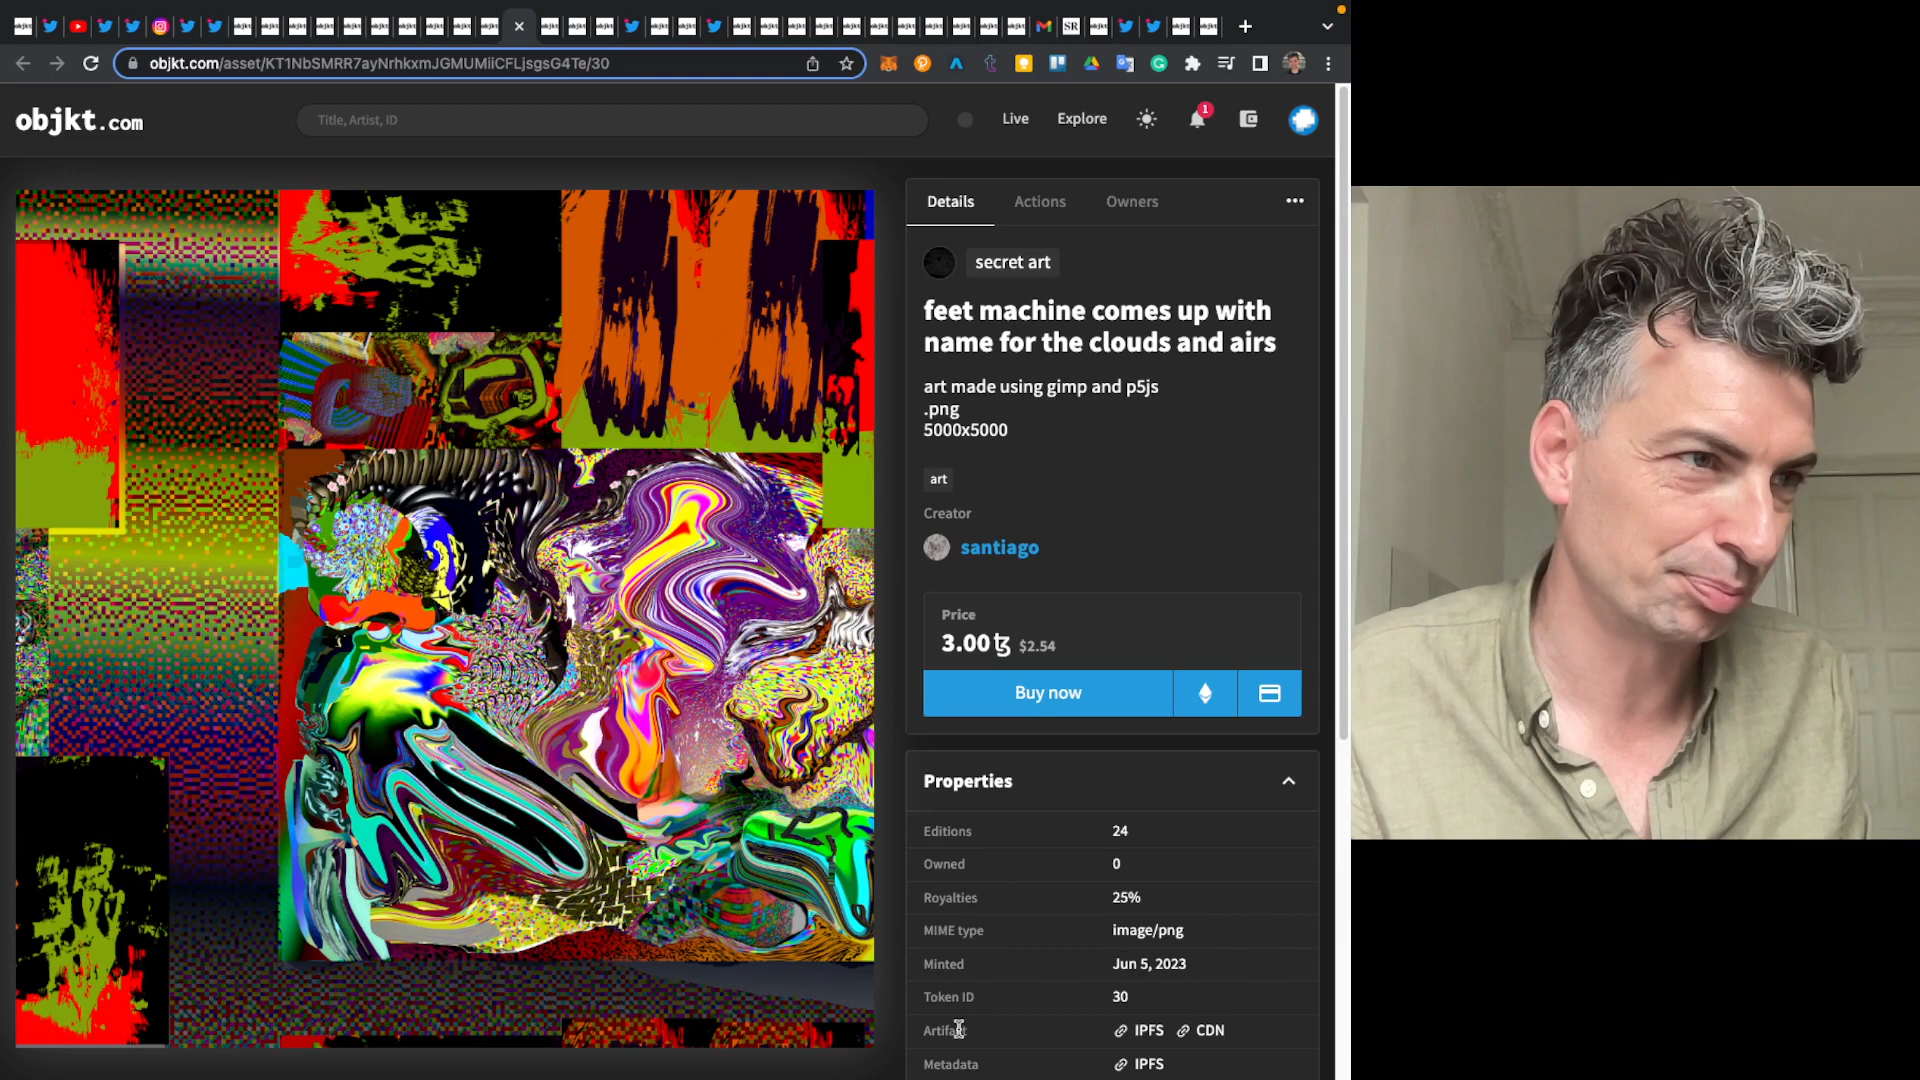 objkt.com/asset/KT1NbSMRR7ayNrhkxmJGMUMiiCFLjsgsG4Te/30
objkt.com
Title, Artist, ID
Live
Explore
1
Details
Actions
Owners
secret art
feet machine comes up with
name for the clouds and airs
art made using gimp and p5js
.png
5000x5000
art
Creator
santiago
Price
3.00 ꜩ $2.54
Buy now
Properties
Editions 24
Owned 0
Royalties 25%
MIME type image/png
Minted Jun 5, 2023
Token ID 30
Artifact IPFS CDN
Metadata IPFS